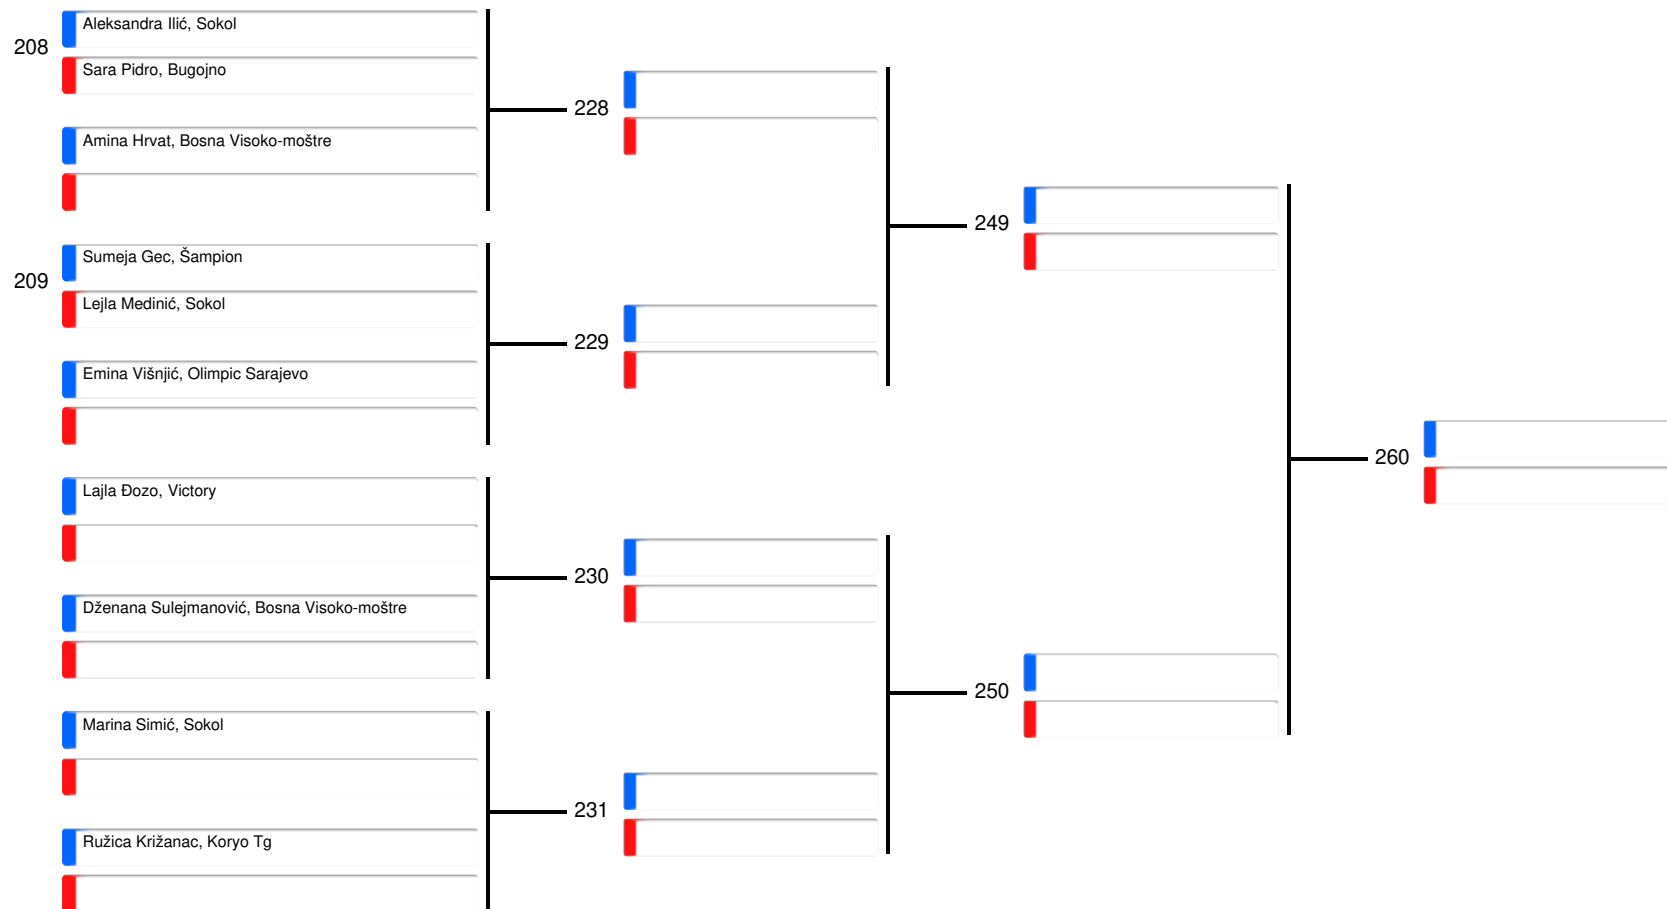 Aleksandra Ilić, Sokol
208
Sara Pidro, Bugojno
228
Amina Hrvat, Bosna Visoko-moštre
249
Sumeja Gec, Šampion
209
Lejla Medinić, Sokol
229
Emina Višnjić, Olimpic Sarajevo
260
Lajla Đozo, Victory
230
Dženana Sulejmanović, Bosna Visoko-moštre
250
Marina Simić, Sokol
231
Ružica Križanac, Koryo Tg